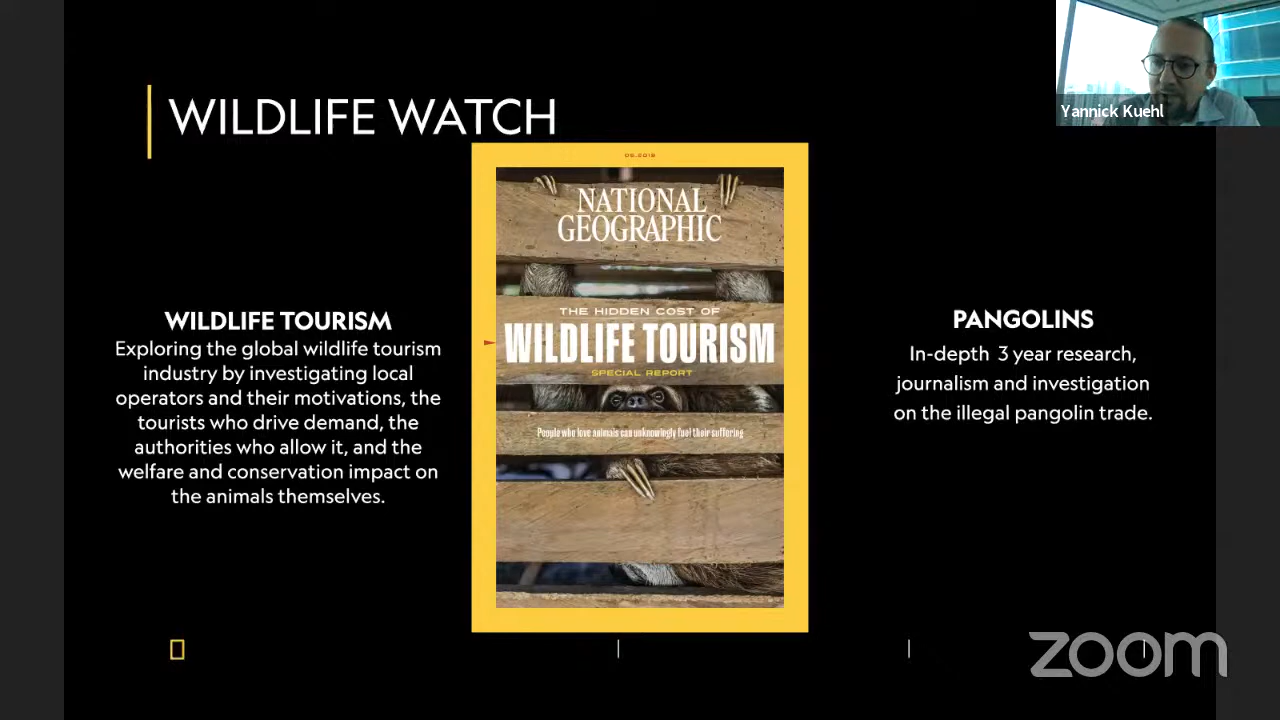 WILDLIFE WATCH
Yannick Kuehl
06.2019
NATIONAL
GEOGRAPHIC
THE HIDDEN COST OF
WILDLIFE TOURISM
SPECIAL REPORT
People who love animals can unknowingly fuel their suffering
WILDLIFE TOURISM
Exploring the global wildlife tourism
industry by investigating local
operators and their motivations, the
tourists who drive demand, the
authorities who allow it, and the
welfare and conservation impact on
the animals themselves.
PANGOLINS
In-depth 3 year research,
journalism and investigation
on the illegal pangolin trade.
zoom